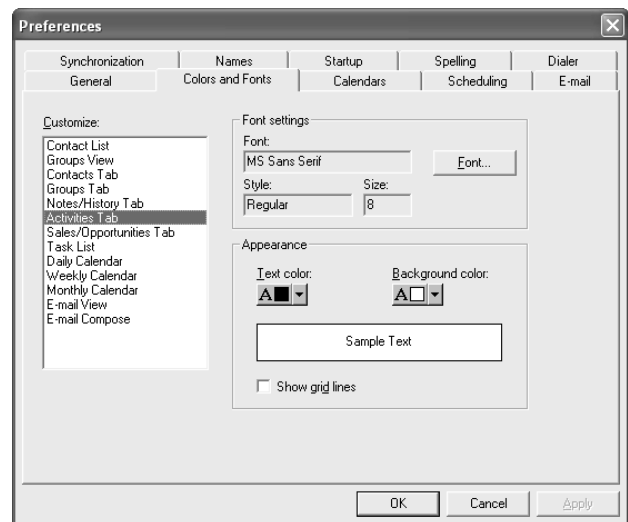 Preferences
Synchronization Names Startup Spelling Dialer
General Colors and Fonts Calendars Scheduling E-mail
Customize:
Contact List
Groups View
Contacts Tab
Groups Tab
Notes/History Tab
Activities Tab
Sales/Opportunities Tab
Task List
Daily Calendar
Weekly Calendar
Monthly Calendar
E-mail View
E-mail Compose
Font settings
Font:
MS Sans Serif
Font...
Style: Size:
Regular 8
Appearance
Text color: Background color:
A A
Sample Text
Show grid lines
OK Cancel Apply